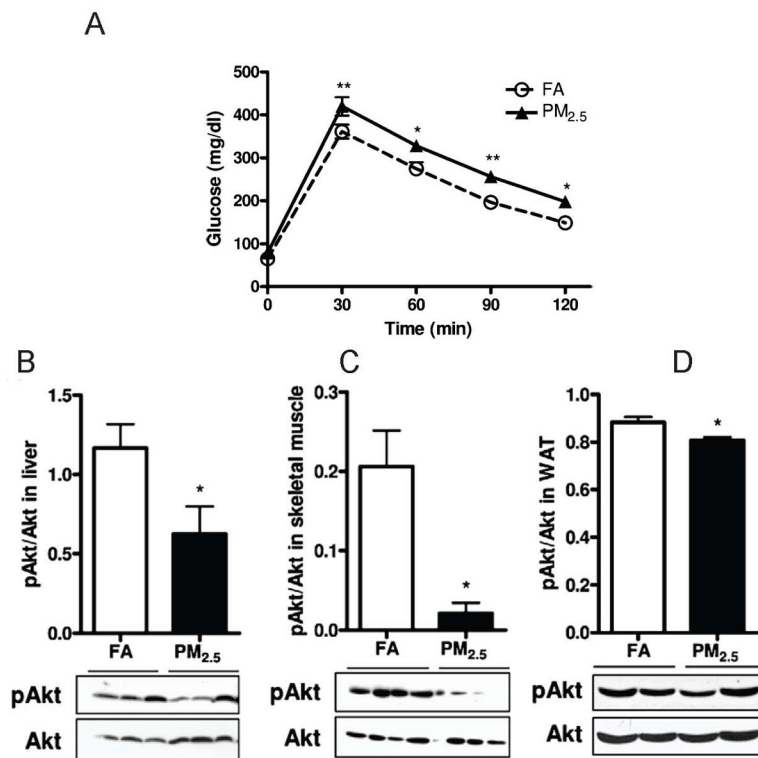 A
500
400
300
200
100
0
Glucose (mg/dl)
** * ** *
FA
PM2.5
0 30 60 90 120
Time (min)
B
1.5
1.0
0.5
0.0
pAkt/Akt in liver
*
FA PM2.5
pAkt
Akt
C
0.3
0.2
0.1
0.0
pAkt/Akt in skeletal muscle
*
FA PM2.5
pAkt
Akt
D
1.0
0.8
0.6
0.4
0.2
0.0
pAkt/Akt in WAT
*
FA PM2.5
pAkt
Akt